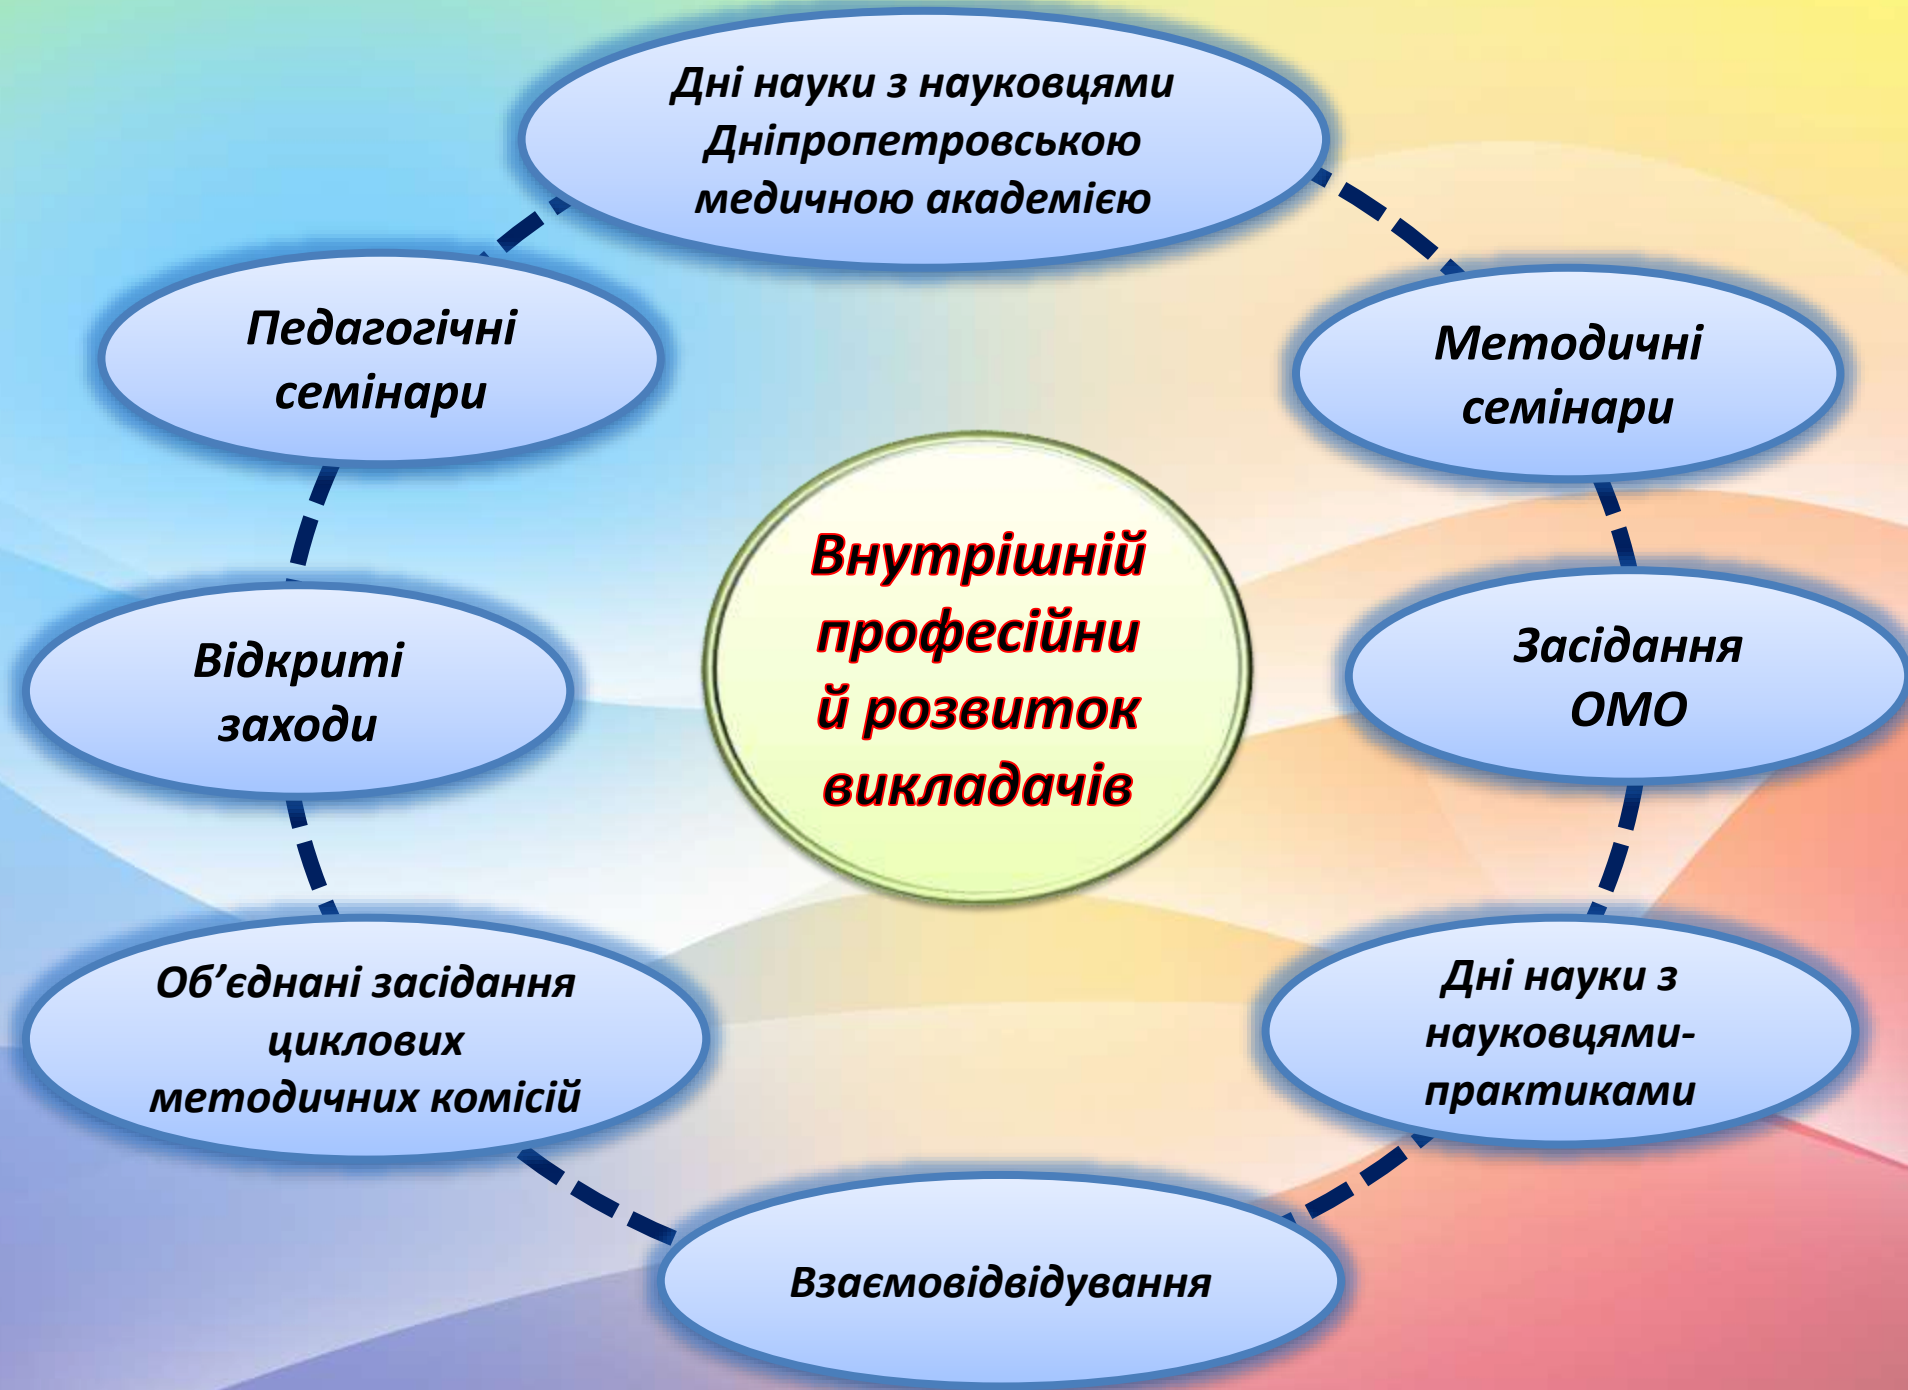 Дні науки з науковцями
Дніпропетровською
медичною академією
Педагогічні
семінари
Методичні
семінари
Внутрішній
професійни
й розвиток
викладачів
Відкриті
заходи
Засідання
ОМО
Об’єднані засідання
циклових
методичних комісій
Дні науки з
науковцями-
практиками
Взаємовідвідування